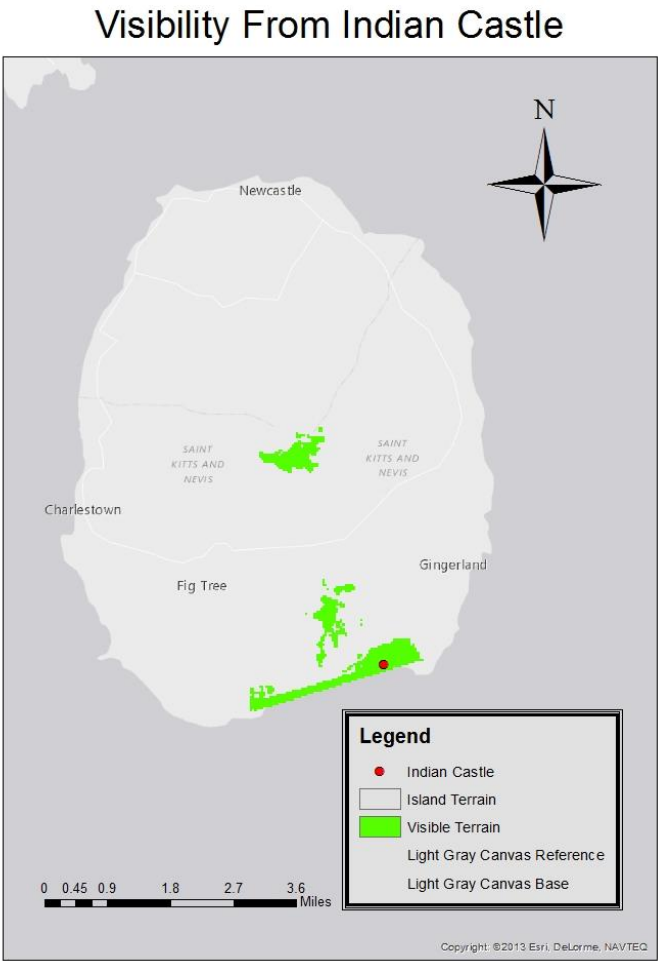 Visibility From Indian Castle
N
Newcastle
SAINT
KITTS AND
NEVIS
SAINT
KITTS AND
NEVIS
Charlestown
Gingerland
Fig Tree
Legend
Indian Castle
Island Terrain
Visible Terrain
Light Gray Canvas Reference
Light Gray Canvas Base
0 0.45 0.9 1.8 2.7 3.6
Miles
Copyright: ©2013 Esri, DeLorme, NAVTEQ